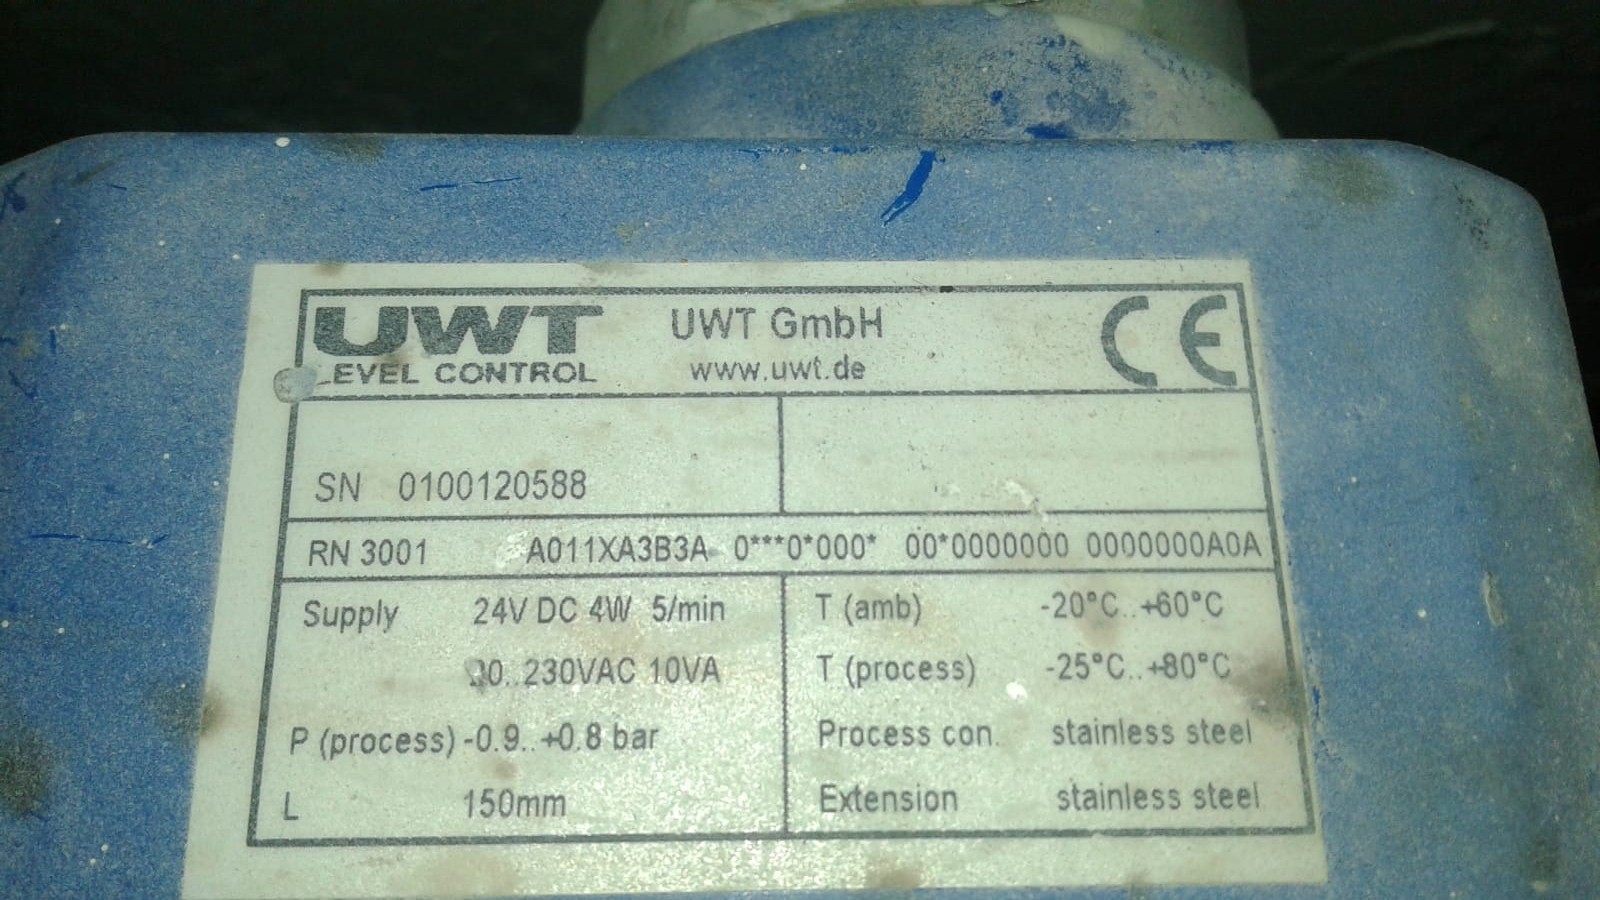 UWT UWT GmbH CE
LEVEL CONTROL www.uwt.de
SN 0100120588
RN 3001 A011XA3B3A 0***0*000* 00*0000000 0000000A0A
Supply 24V DC 4W 5/min
230VAC 10VA
P (process) -0.9..+0.8 bar
L 150mm
T (amb) -20°C..+60°C
T (process) -25°C..+80°C
Process con. stainless steel
Extension stainless steel